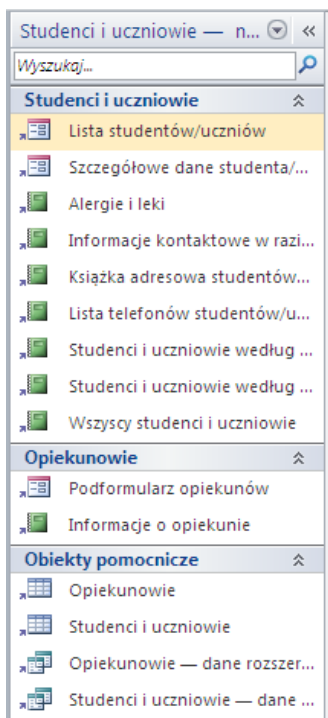 Studenci i uczniowie — n...
Wyszukaj...
Studenci i uczniowie
Lista studentów/uczniów
Szczegółowe dane studenta/...
Alergie i leki
Informacje kontaktowe w razi...
Książka adresowa studentów...
Lista telefonów studentów/u...
Studenci i uczniowie według ...
Studenci i uczniowie według ...
Wszyscy studenci i uczniowie
Opiekunowie
Podformularz opiekunów
Informacje o opiekunie
Obiekty pomocnicze
Opiekunowie
Studenci i uczniowie
Opiekunowie — dane rozszer...
Studenci i uczniowie — dane ...